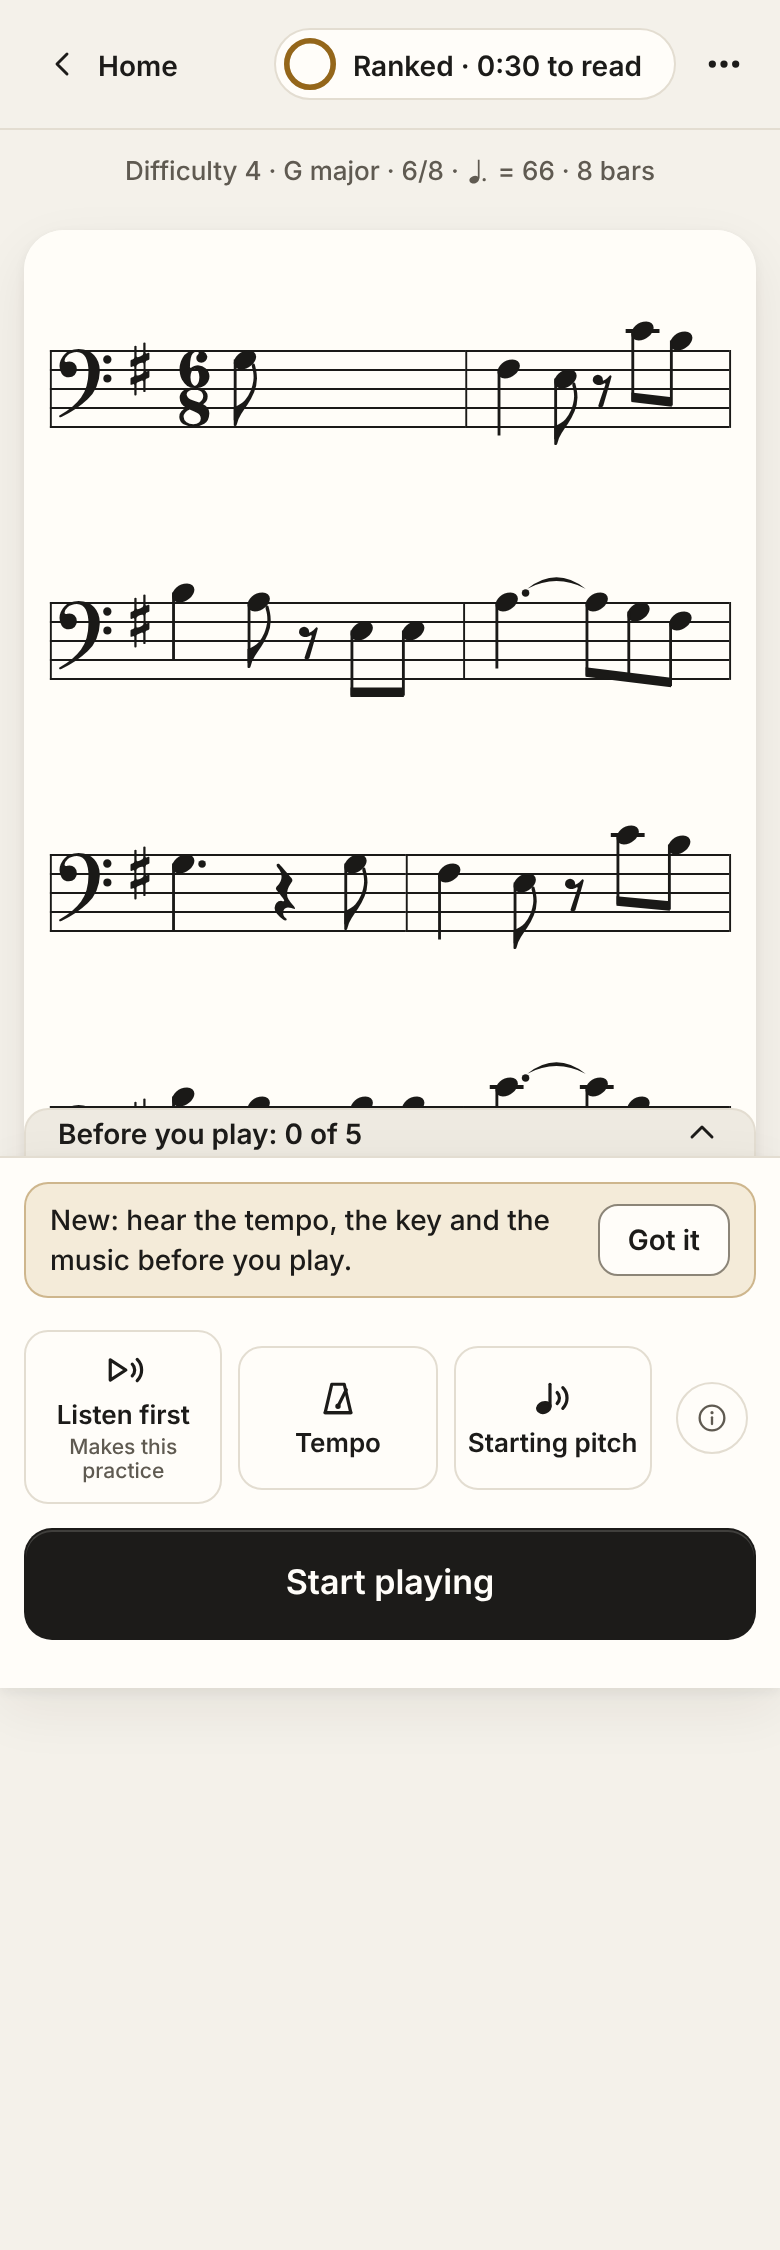 Home
Ranked · 0:30 to read
Difficulty 4 · G major · 6/8 · ♩. = 66 · 8 bars
6
8
Before you play: 0 of 5
New: hear the tempo, the key and the
music before you play.
Got it
Listen first
Makes this
practice
Tempo
Starting pitch
Start playing